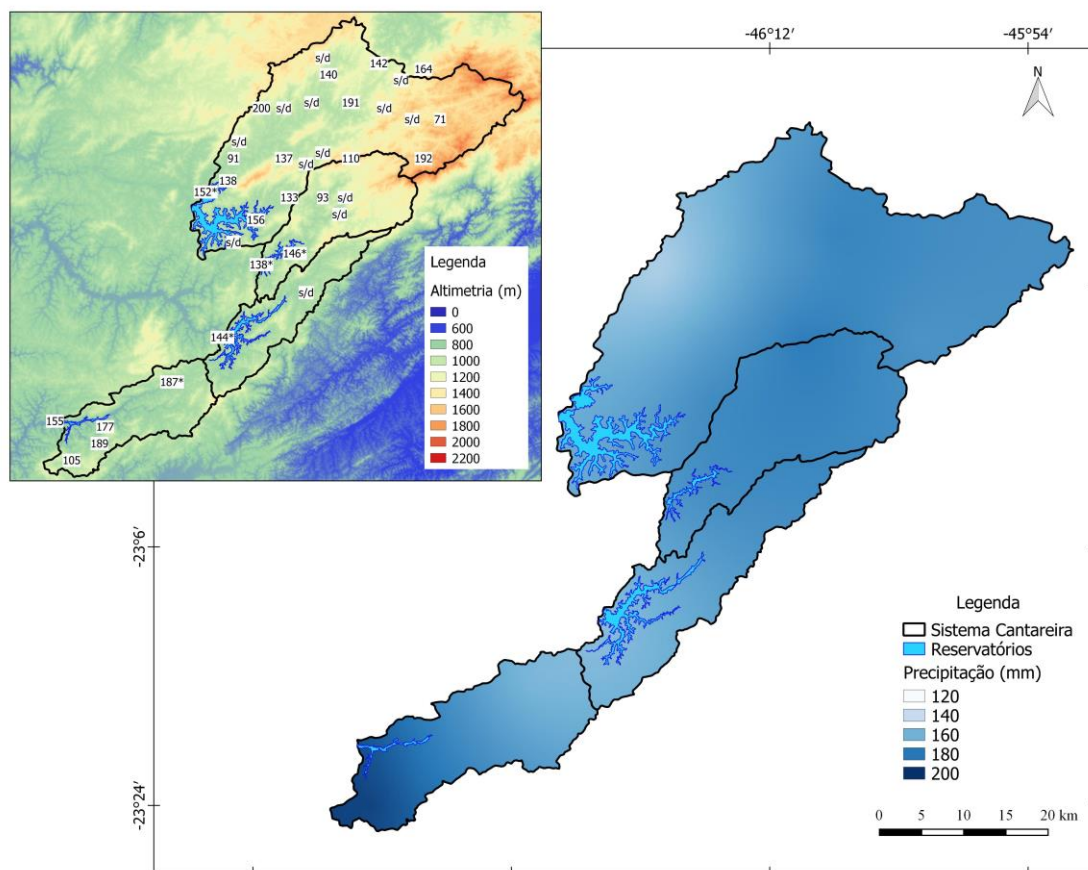 -46°12′ -45°54′
N
s/d 142 164
140 s/d
200 s/d s/d 191 s/d
s/d 71
s/d
91 137 s/d s/d 110 192
152* 138 133 93 s/d
156 s/d
s/d
138* 146*
s/d
144*
187*
155 177
189
105
Legenda
Altimetria (m)
0
600
800
1000
1200
1400
1600
1800
2000
2200
-23°6′
-23°24′
Legenda
Sistema Cantareira
Reservatórios
Precipitação (mm)
120
140
160
180
200
0 5 10 15 20 km